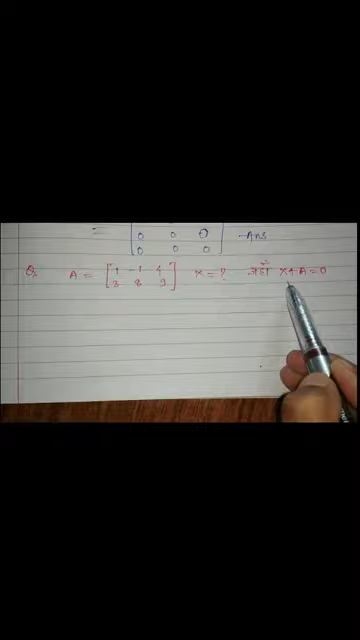 = [ 0 0 0
0 0 0 ] - Ans
Q. A = [ 1 -1 4 X = ? जहाँ X + A = 0
3 8 9 ]